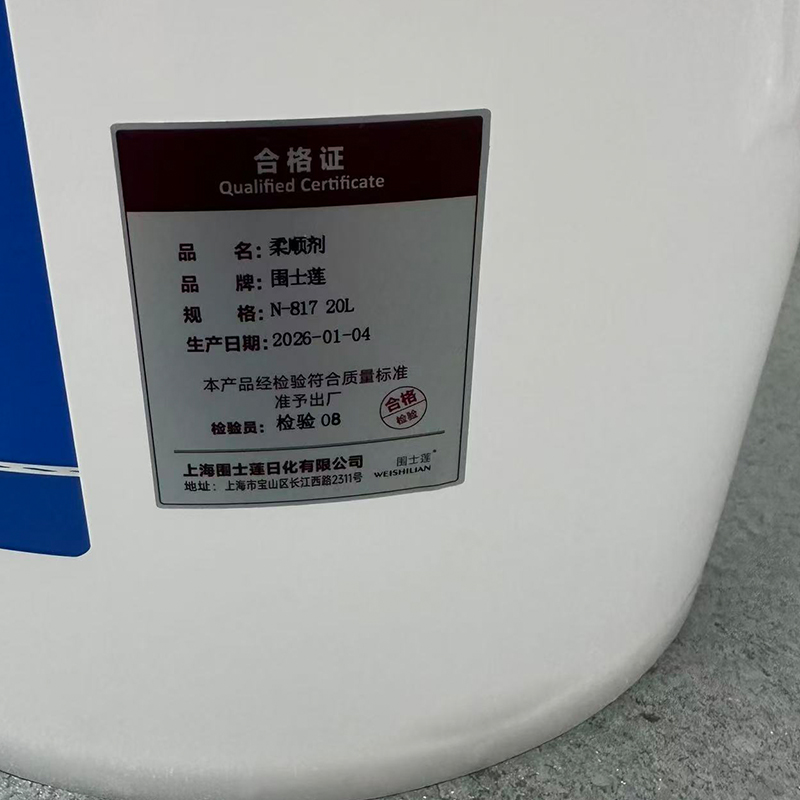 合格证
Qualified Certificate
品 名：柔顺剂
品 牌：围士莲
规 格：N-817 20L
生产日期：2026-01-04
本产品经检验符合质量标准
准予出厂
检验员：检验 08
合格
检验
上海围士莲日化有限公司
地址：上海市宝山区长江西路2311号
围士莲®
WEISHILIAN